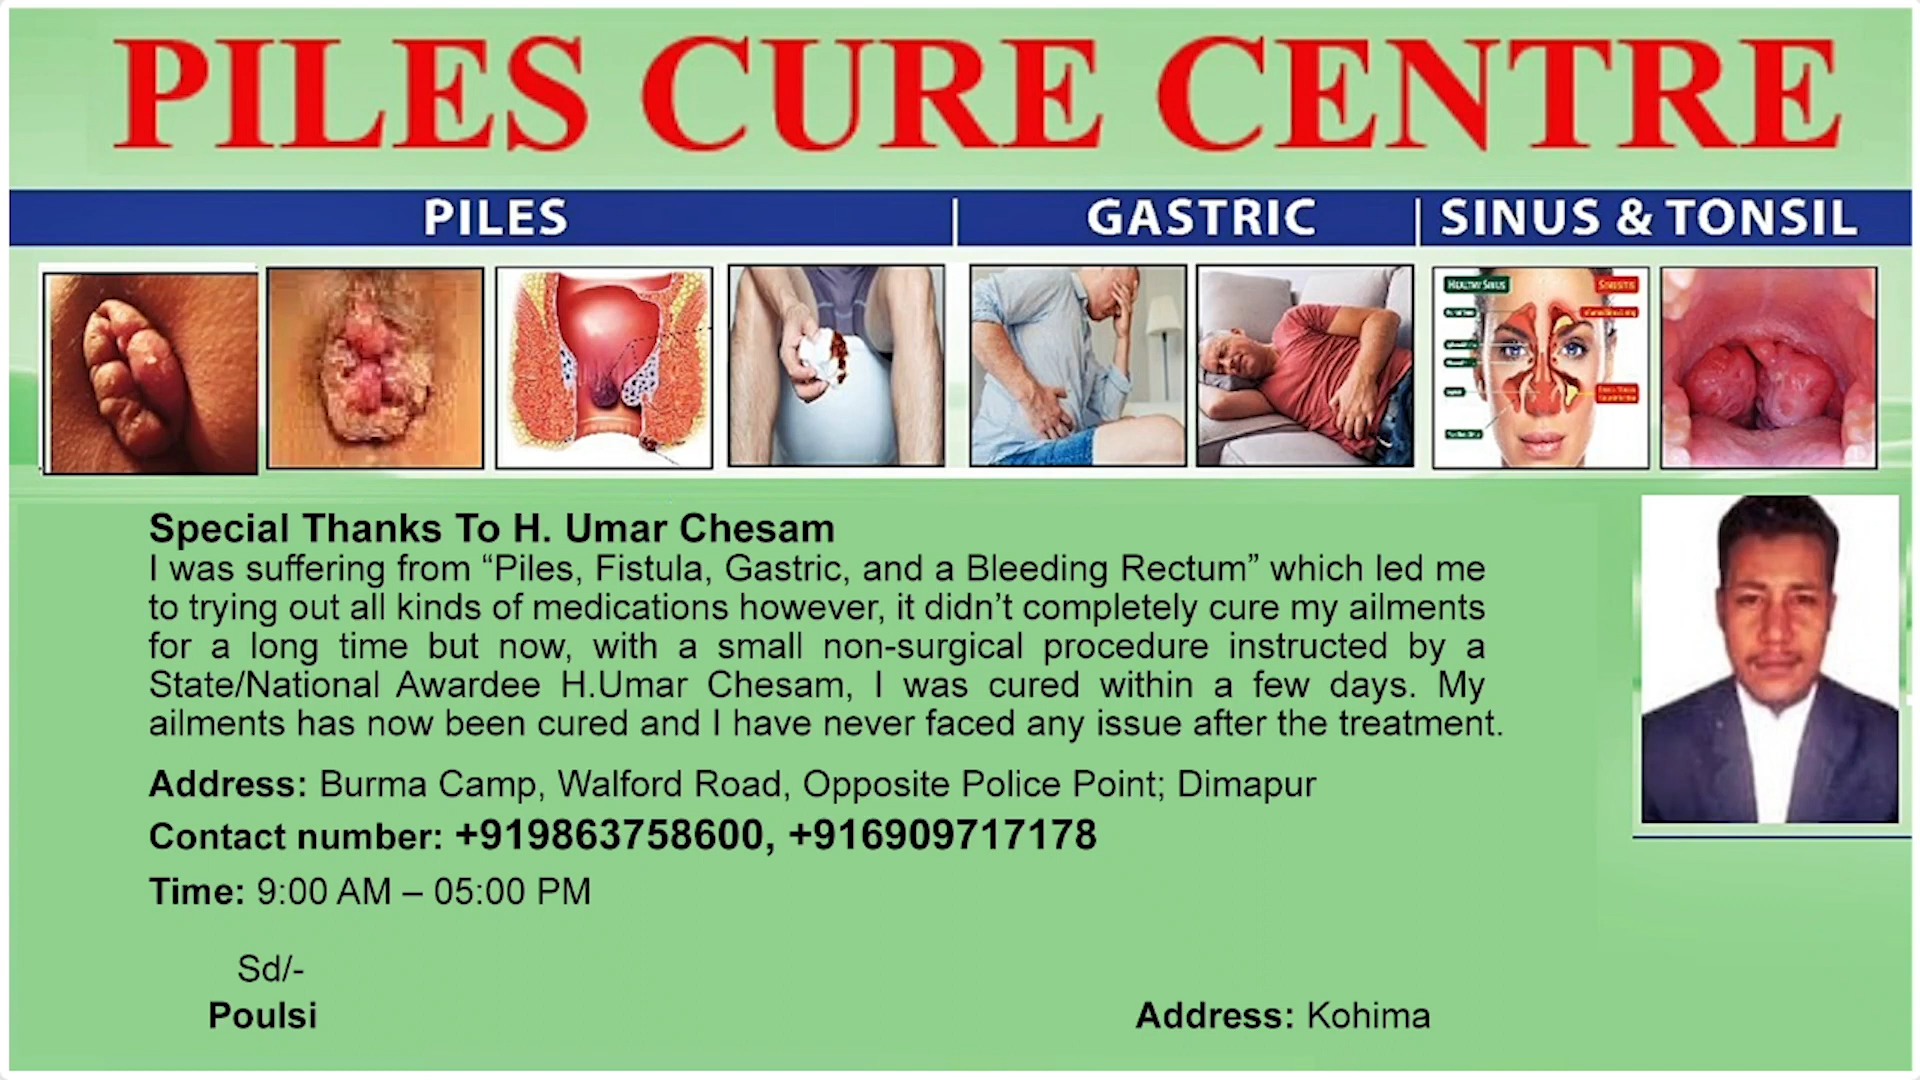 PILES CURE CENTRE
PILES | GASTRIC | SINUS & TONSIL
HEALTHY SINUS
SINUSITIS
Special Thanks To H. Umar Chesam
I was suffering from “Piles, Fistula, Gastric, and a Bleeding Rectum” which led me
to trying out all kinds of medications however, it didn’t completely cure my ailments
for a long time but now, with a small non-surgical procedure instructed by a
State/National Awardee H.Umar Chesam, I was cured within a few days. My
ailments has now been cured and I have never faced any issue after the treatment.
Address: Burma Camp, Walford Road, Opposite Police Point; Dimapur
Contact number: +919863758600, +916909717178
Time: 9:00 AM – 05:00 PM
Sd/-
Poulsi
Address: Kohima